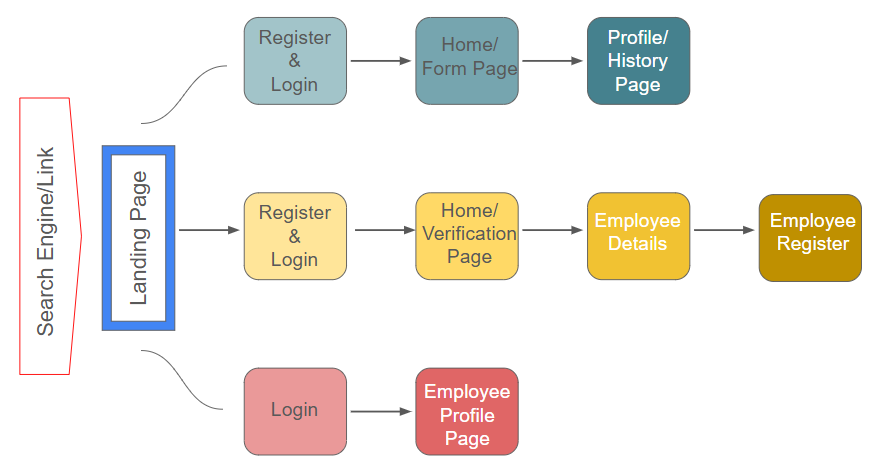 Search Engine/Link
Landing Page
Register
&
Login
Home/
Form Page
Profile/
History
Page
Register
&
Login
Home/
Verification
Page
Employee
Details
Employee
Register
Login
Employee
Profile
Page